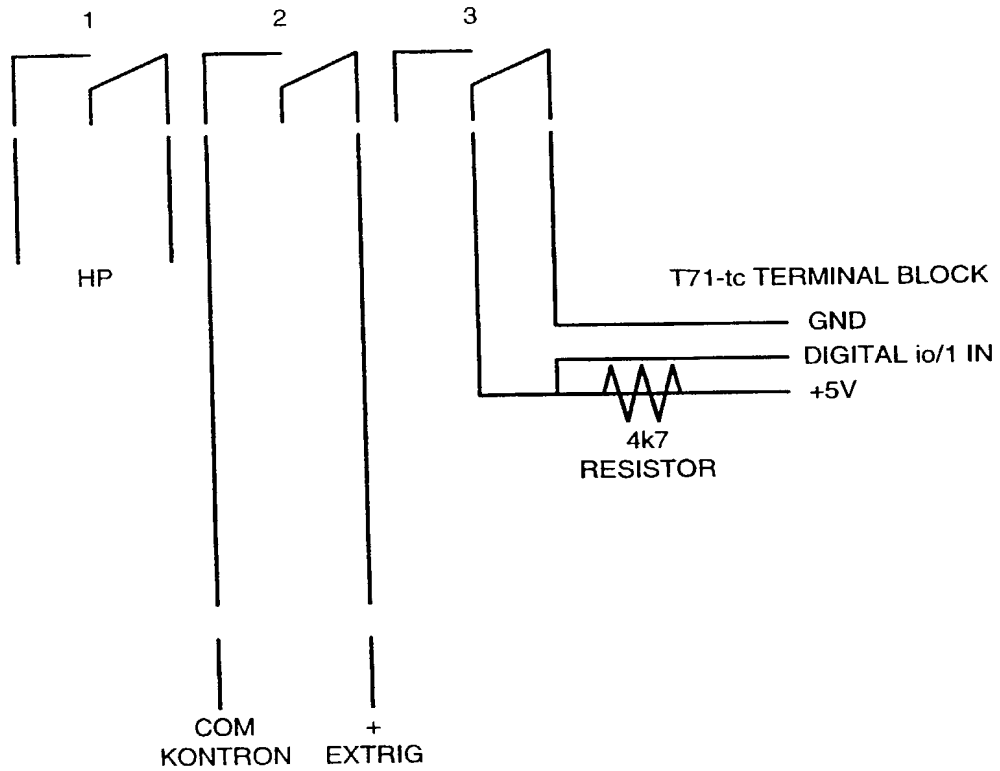 1 2 3
HP
T71-tc TERMINAL BLOCK
GND
DIGITAL io/1 IN
+5V
4k7
RESISTOR
COM +
KONTRON EXTRIG